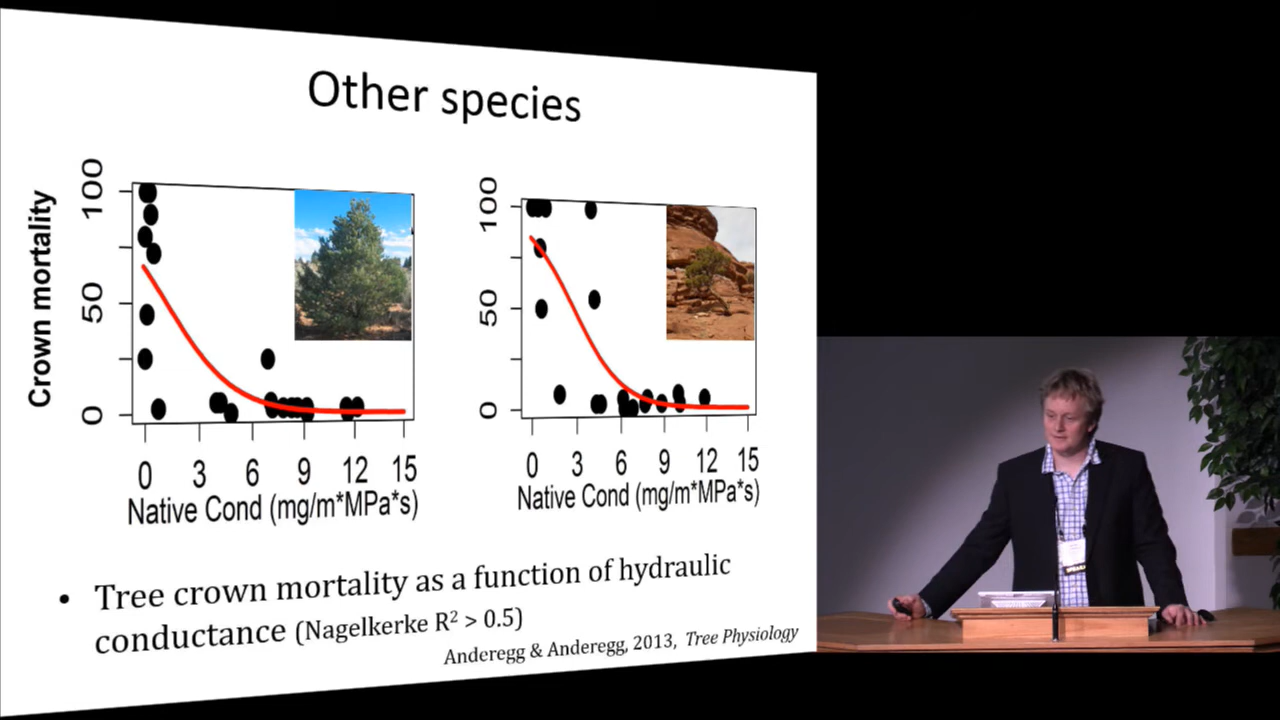 Other species
Crown mortality
100
50
0
0 3 6 9 12 15
Native Cond (mg/m*MPa*s)
100
50
0
0 3 6 9 12 15
Native Cond (mg/m*MPa*s)
• Tree crown mortality as a function of hydraulic
conductance (Nagelkerke R² > 0.5)
Anderegg & Anderegg, 2013, Tree Physiology